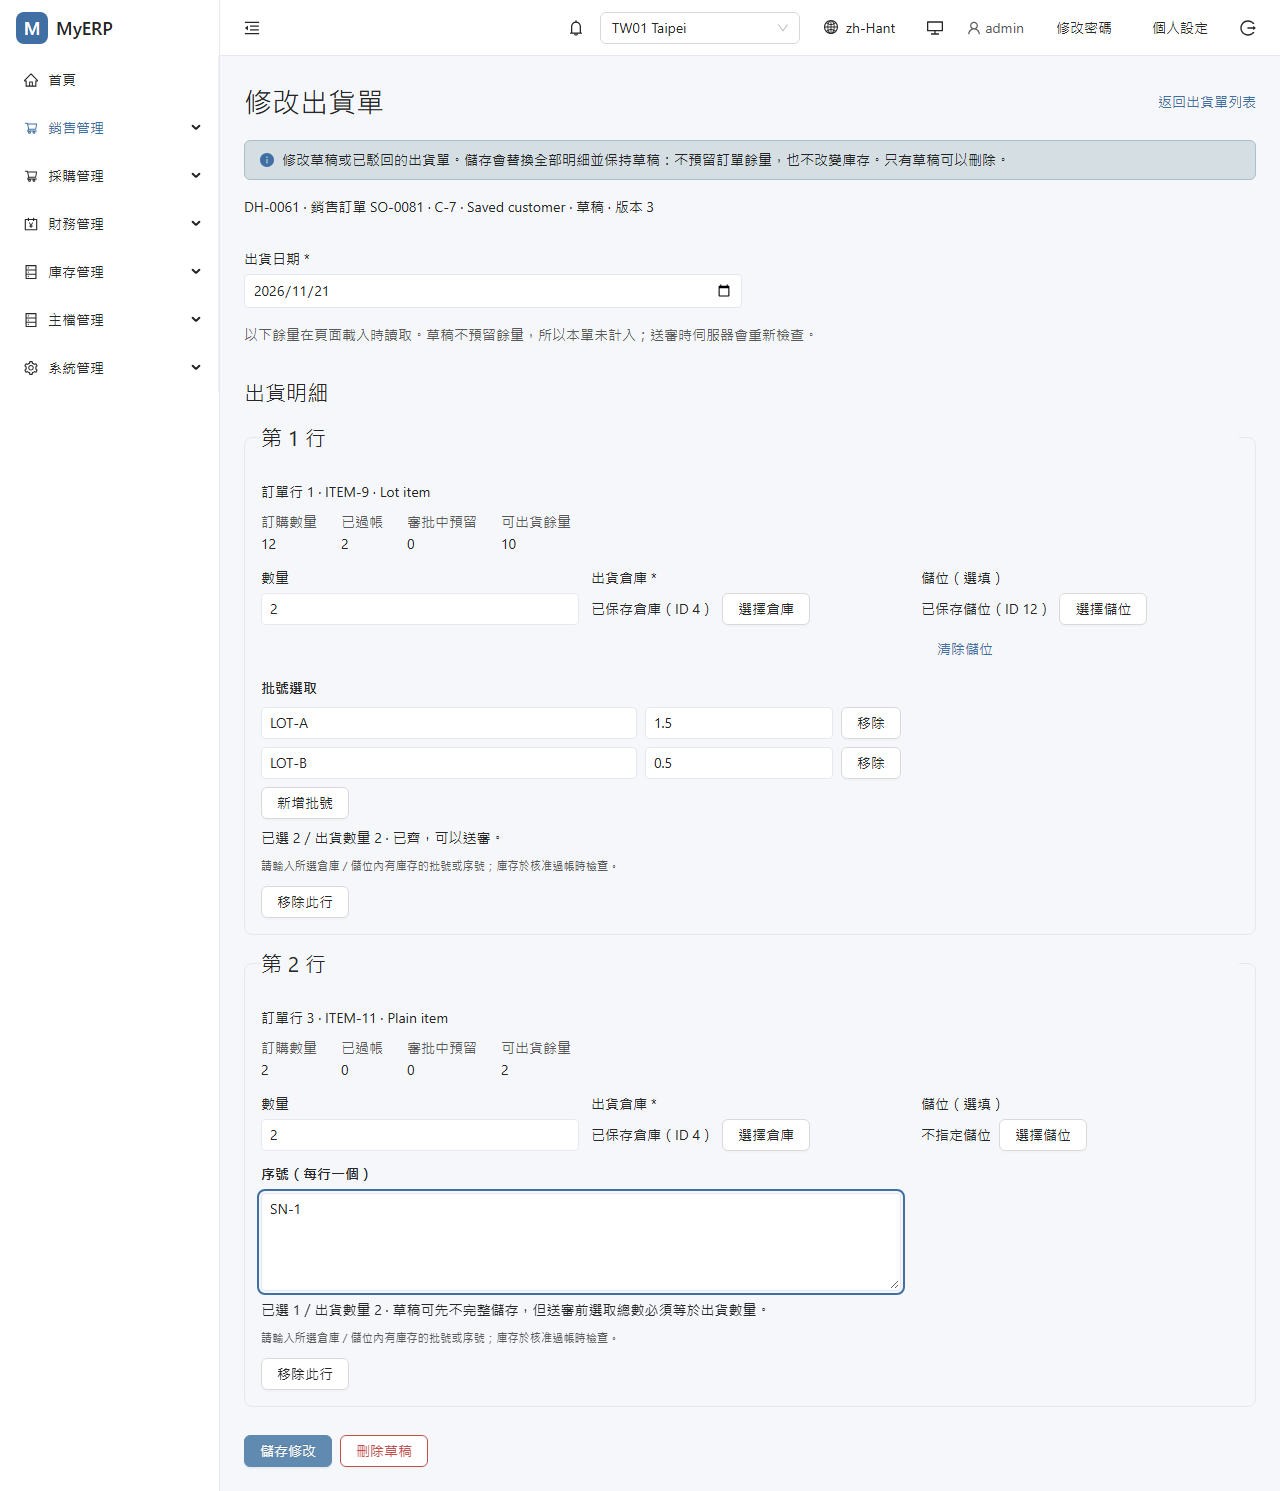 M MyERP
TW01 Taipei
zh-Hant
admin
修改密碼
個人設定
首頁
銷售管理
採購管理
財務管理
庫存管理
主檔管理
系統管理
修改出貨單
返回出貨單列表
修改草稿或已駁回的出貨單。儲存會替換全部明細並保持草稿：不預留訂單餘量，也不改變庫存。只有草稿可以刪除。
DH-0061 · 銷售訂單 SO-0081 · C-7 · Saved customer · 草稿 · 版本 3
出貨日期 *
2026/11/21
以下餘量在頁面載入時讀取。草稿不預留餘量，所以本單未計入；送審時伺服器會重新檢查。
出貨明細
第 1 行
訂單行 1 · ITEM-9 · Lot item
訂購數量 已過帳 審批中預留 可出貨餘量
12 2 0 10
數量 出貨倉庫 * 儲位（選填）
2 已保存倉庫（ID 4） 選擇倉庫 已保存儲位（ID 12） 選擇儲位
清除儲位
批號選取
LOT-A 1.5 移除
LOT-B 0.5 移除
新增批號
已選 2 / 出貨數量 2 · 已齊，可以送審。
請輸入所選倉庫 / 儲位內有庫存的批號或序號；庫存於核准過帳時檢查。
移除此行
第 2 行
訂單行 3 · ITEM-11 · Plain item
訂購數量 已過帳 審批中預留 可出貨餘量
2 0 0 2
數量 出貨倉庫 * 儲位（選填）
2 已保存倉庫（ID 4） 選擇倉庫 不指定儲位 選擇儲位
序號（每行一個）
SN-1
已選 1 / 出貨數量 2 · 草稿可先不完整儲存，但送審前選取總數必須等於出貨數量。
請輸入所選倉庫 / 儲位內有庫存的批號或序號；庫存於核准過帳時檢查。
移除此行
儲存修改 刪除草稿